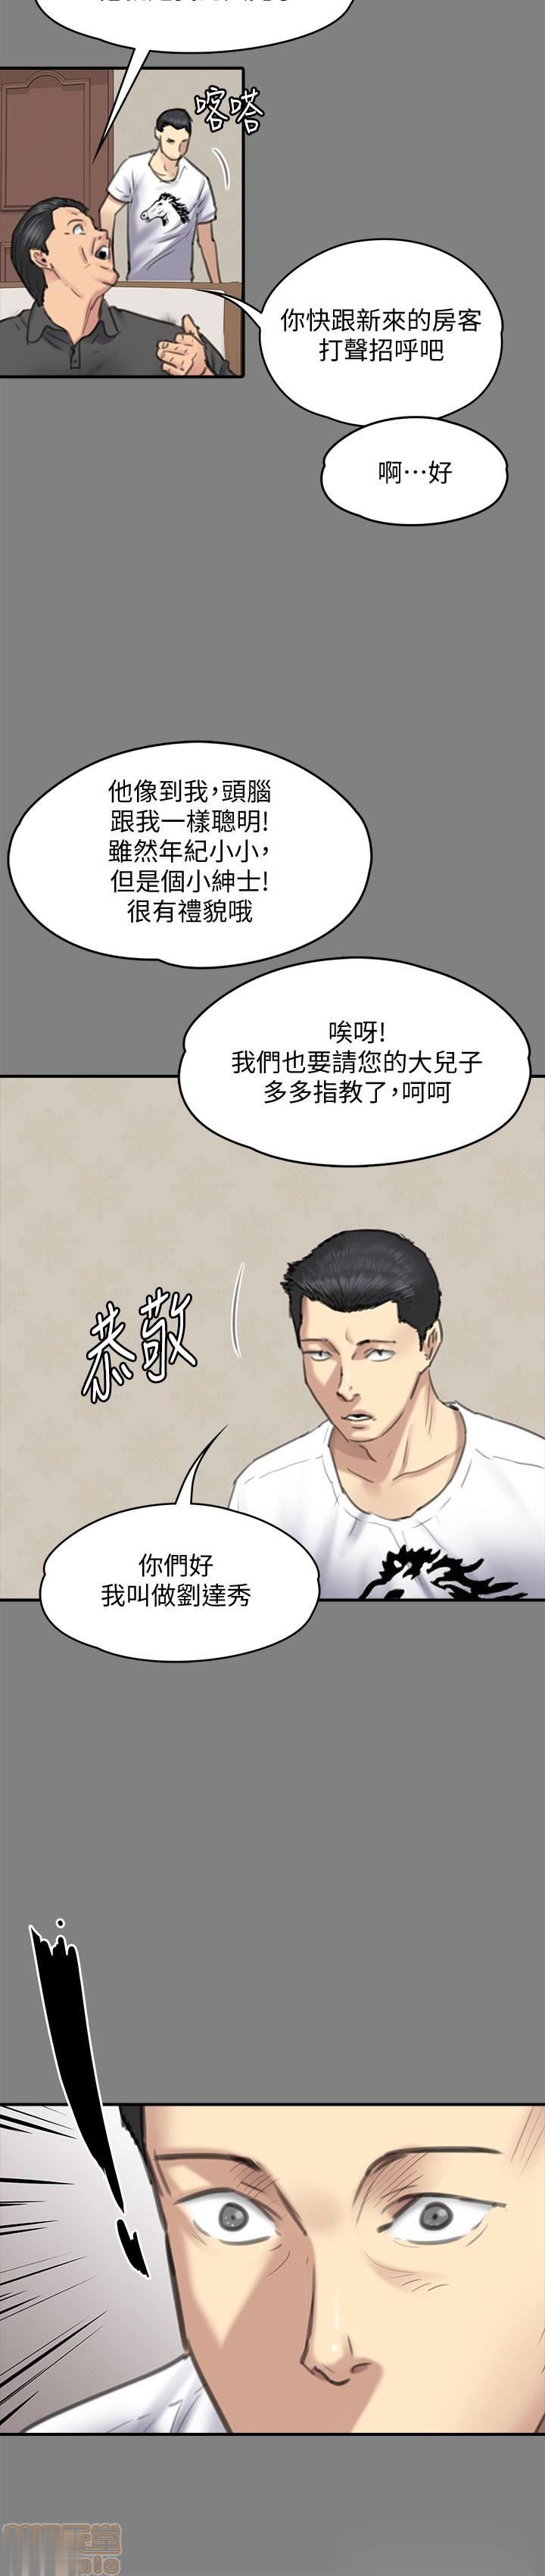 喀嗒
你快跟新來的房客
打聲招呼吧
啊…好
他像到我,頭腦
跟我一樣聰明!
雖然年紀小小,
但是個小紳士!
很有禮貌哦
唉呀!
我們也要請您的大兒子
多多指教了,呵呵
恭敬
你們好
我叫做劉達秀